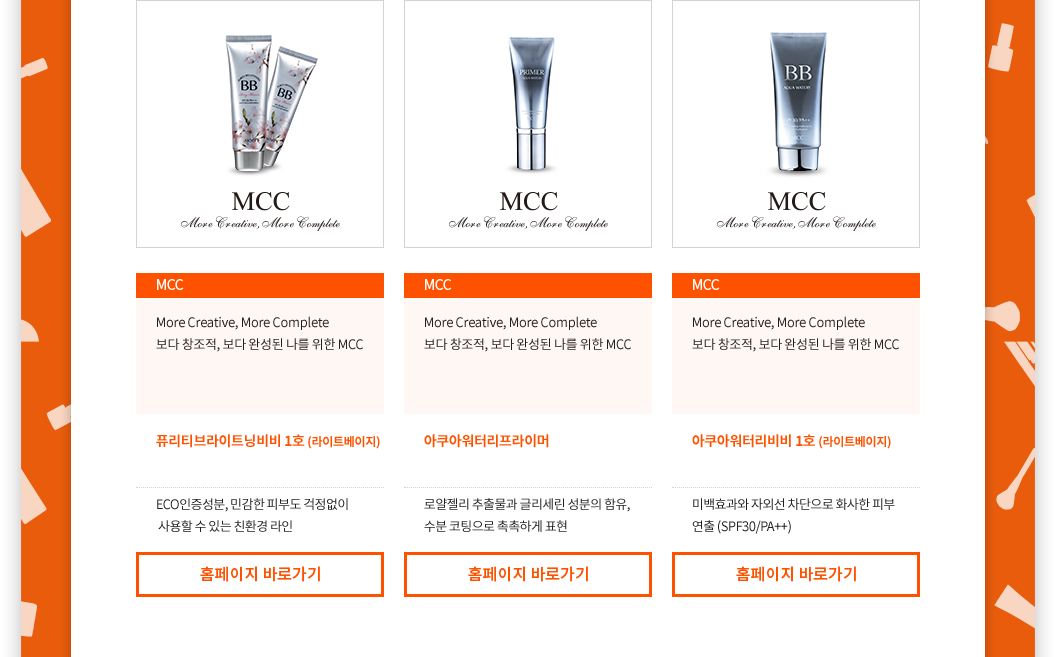 BB
BB
PRIMER
AQUA WATERY
BB
AQUA WATERY
MCC
More Creative, More Complete
MCC
More Creative, More Complete
MCC
More Creative, More Complete
MCC
MCC
MCC
More Creative, More Complete
보다 창조적, 보다 완성된 나를 위한 MCC
More Creative, More Complete
보다 창조적, 보다 완성된 나를 위한 MCC
More Creative, More Complete
보다 창조적, 보다 완성된 나를 위한 MCC
퓨리티브라이트닝비비 1호 (라이트베이지)
아쿠아워터리프라이머
아쿠아워터리비비 1호 (라이트베이지)
ECO인증성분, 민감한 피부도 걱정없이
사용할 수 있는 친환경 라인
로얄젤리 추출물과 글리세린 성분의 함유,
수분 코팅으로 촉촉하게 표현
미백효과와 자외선 차단으로 화사한 피부
연출 (SPF30/PA++)
홈페이지 바로가기
홈페이지 바로가기
홈페이지 바로가기